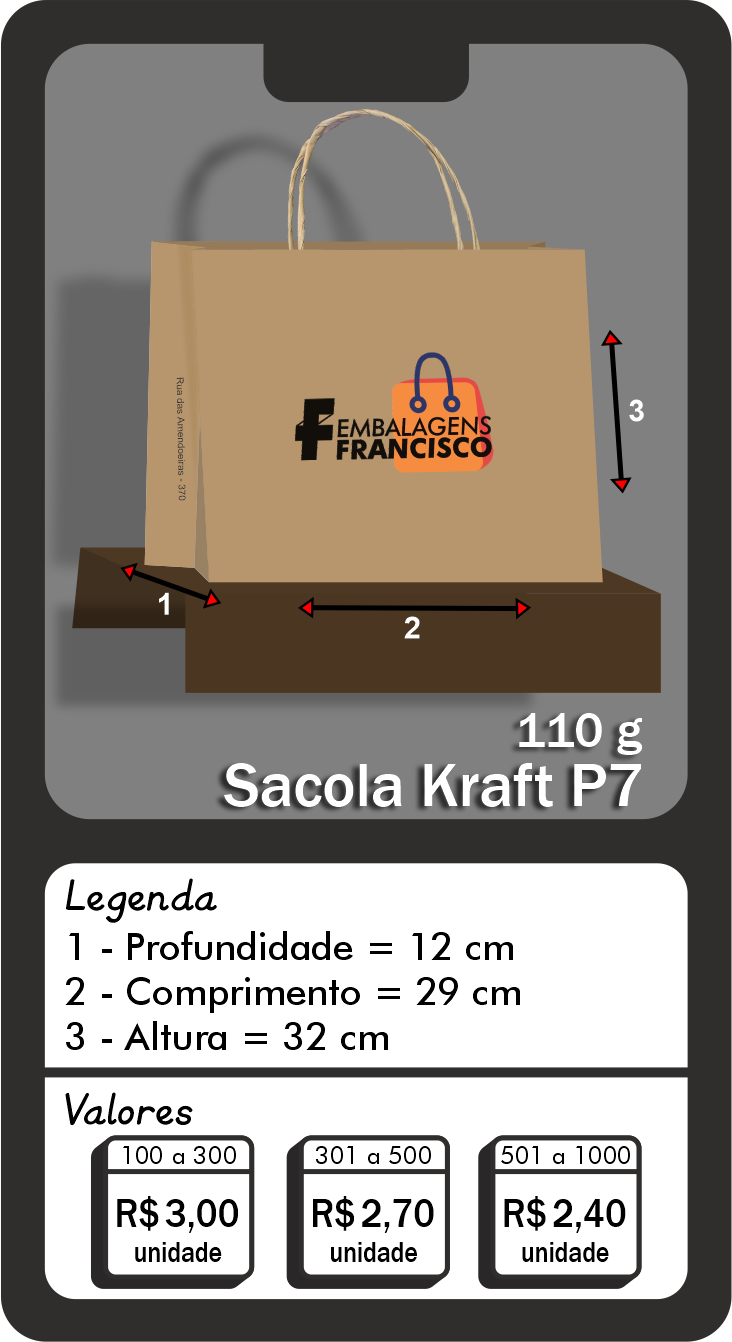 Rua das Amendoeiras - 370
F EMBALAGENS
FRANCISCO
3
1
2
110 g
Sacola Kraft P7
Legenda
1 - Profundidade = 12 cm
2 - Comprimento = 29 cm
3 - Altura = 32 cm
Valores
100 a 300
R$ 3,00
unidade
301 a 500
R$ 2,70
unidade
501 a 1000
R$ 2,40
unidade